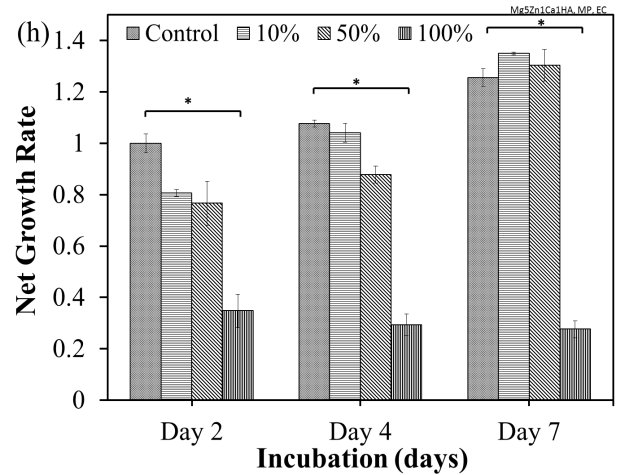 Mg5Zn1Ca1HA, MP, EC
(h)
Control 10% 50% 100%
*
*
*
Net Growth Rate
1.4
1.2
1
0.8
0.6
0.4
0.2
0
Day 2 Day 4 Day 7
Incubation (days)